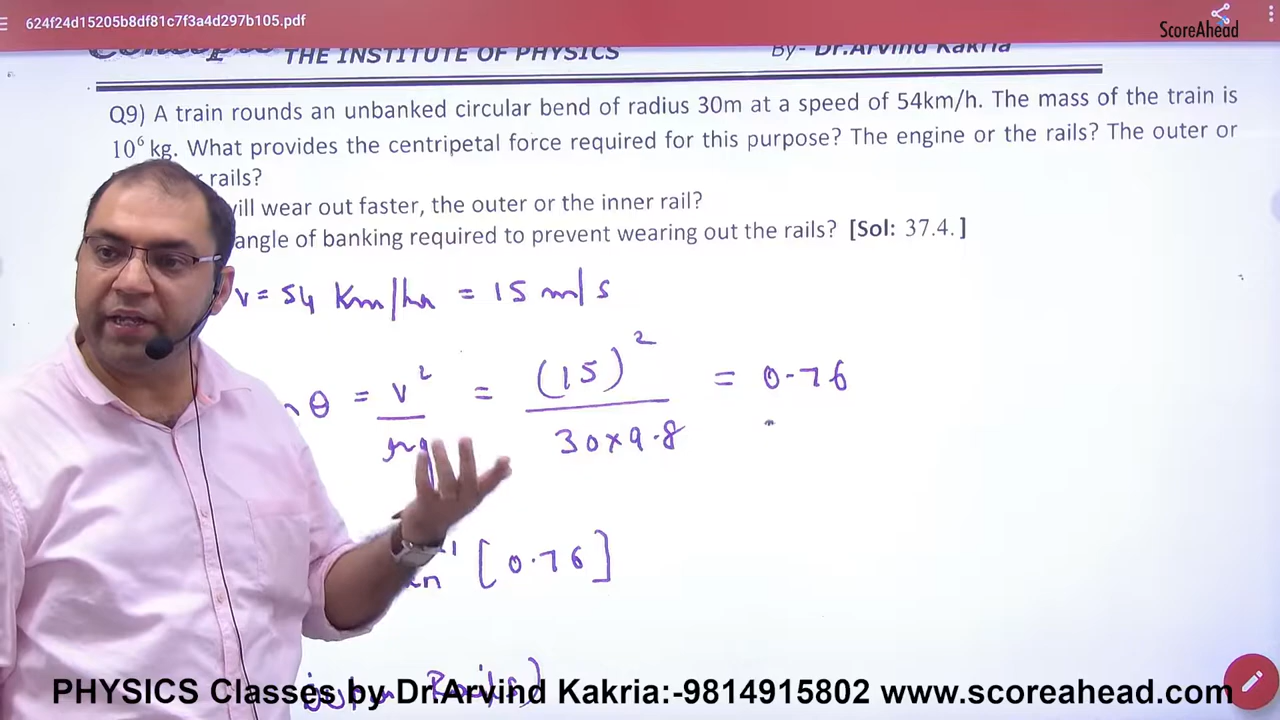 624f24d15205b8df81c7f3a4d297b105.pdf
ScoreAhead
Concepts THE INSTITUTE OF PHYSICS By- Dr.Arvind Kakria
Q9) A train rounds an unbanked circular bend of radius 30m at a speed of 54km/h. The mass of the train is
10⁶ kg. What provides the centripetal force required for this purpose? The engine or the rails? The outer or
rails?
will wear out faster, the outer or the inner rail?
angle of banking required to prevent wearing out the rails? [Sol: 37.4.]
v = 54 Km/hr = 15 m/s
θ = v²/rg = (15)²/30×9.8 = 0.76
[0.76]
Rails)
PHYSICS Classes by Dr.Arvind Kakria:-9814915802 www.scoreahead.com